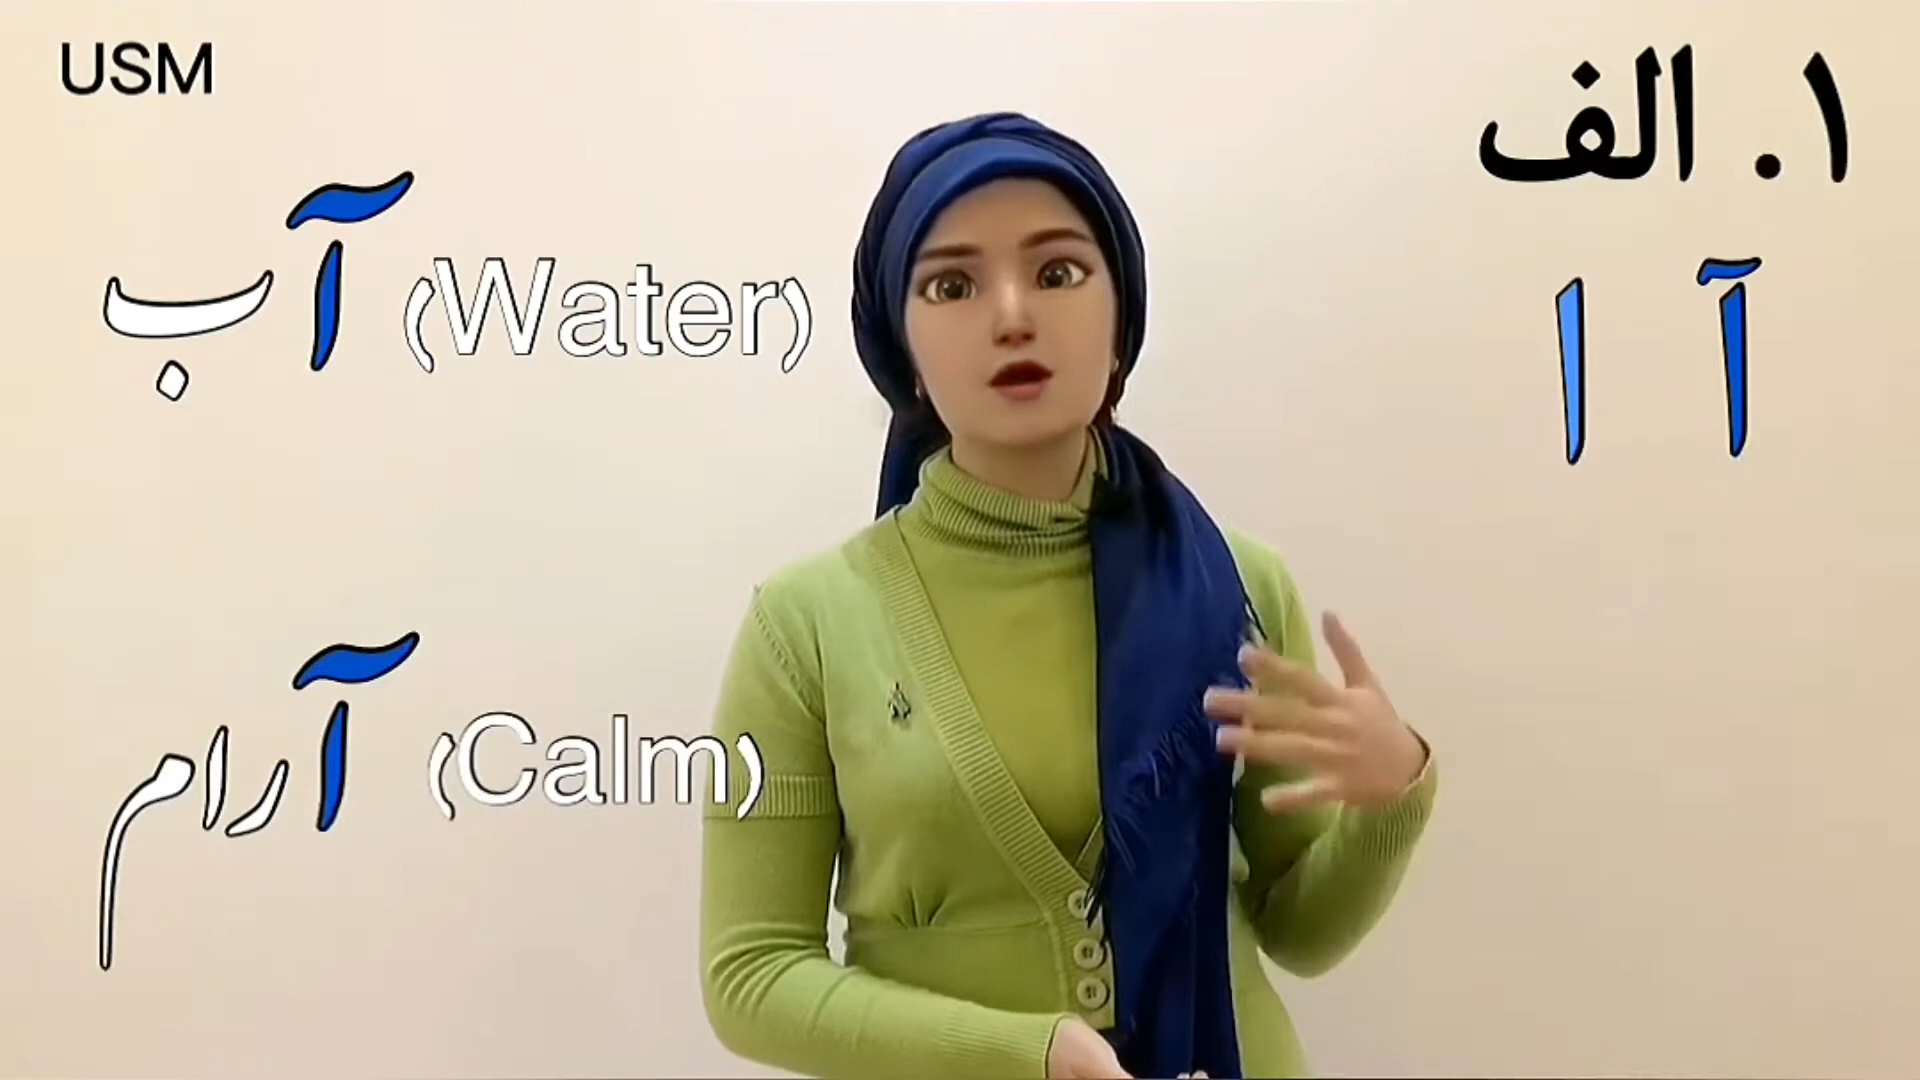 USM
۱. الف
آ ا
آب (Water)
آرام (Calm)